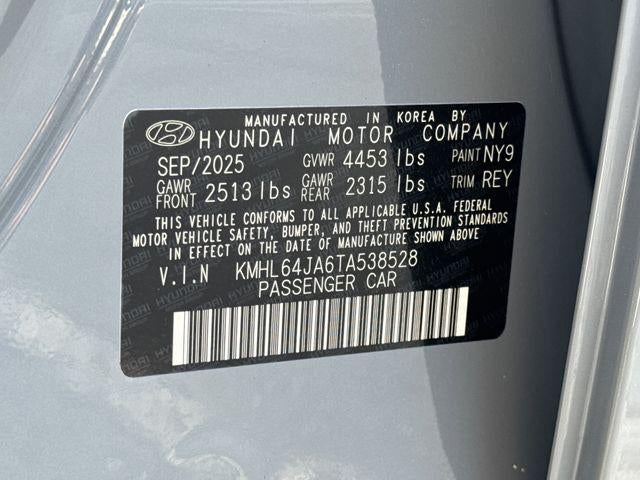 MANUFACTURED IN KOREA BY
HYUNDAI MOTOR COMPANY
SEP/2025 GVWR 4453 lbs PAINT NY9
GAWR FRONT 2513 lbs GAWR REAR 2315 lbs TRIM REY
THIS VEHICLE CONFORMS TO ALL APPLICABLE U.S.A. FEDERAL
MOTOR VEHICLE SAFETY, BUMPER, AND THEFT PREVENTION STANDARDS
IN EFFECT ON THE DATE OF MANUFACTURE SHOWN ABOVE
V.I.N KMHL64JA6TA538528
PASSENGER CAR